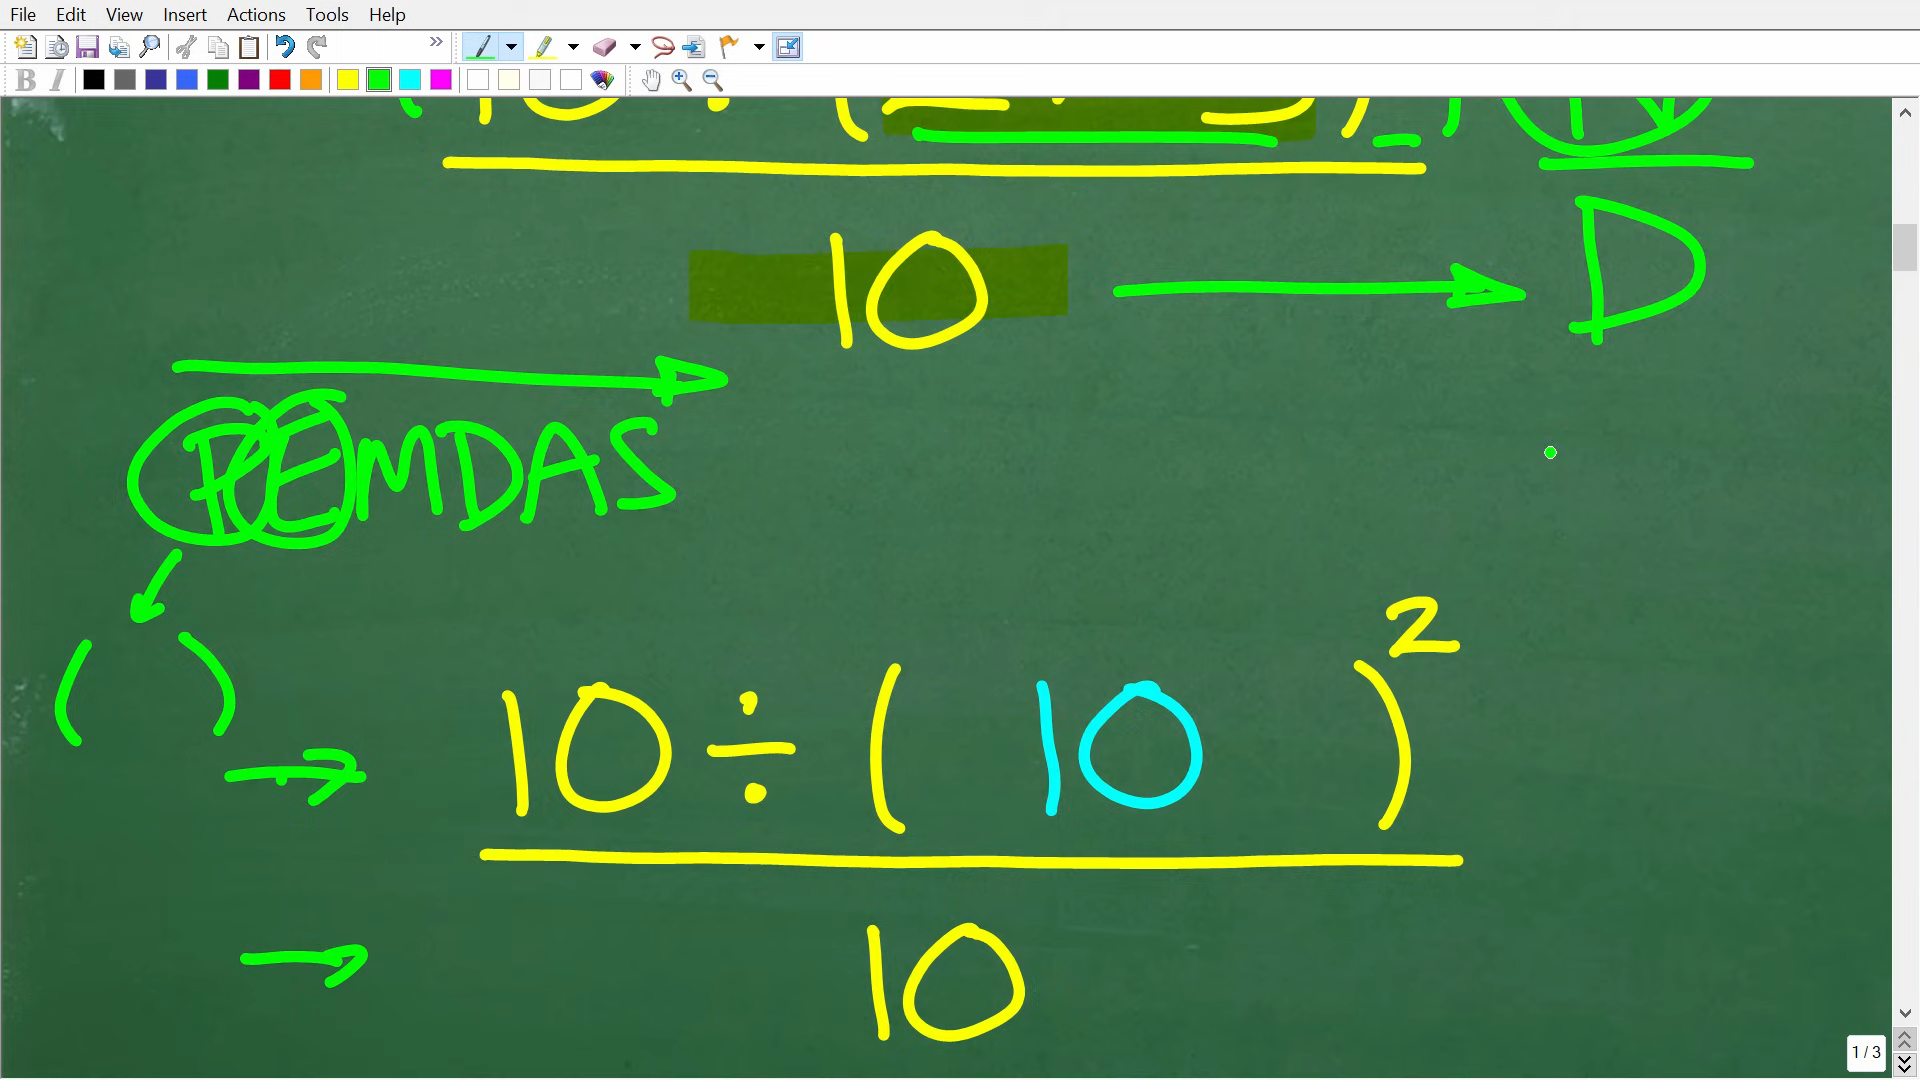 File Edit View Insert Actions Tools Help
B I
10
D
PEMDAS
( )
10 ÷ ( 10 )²
10
1 / 3